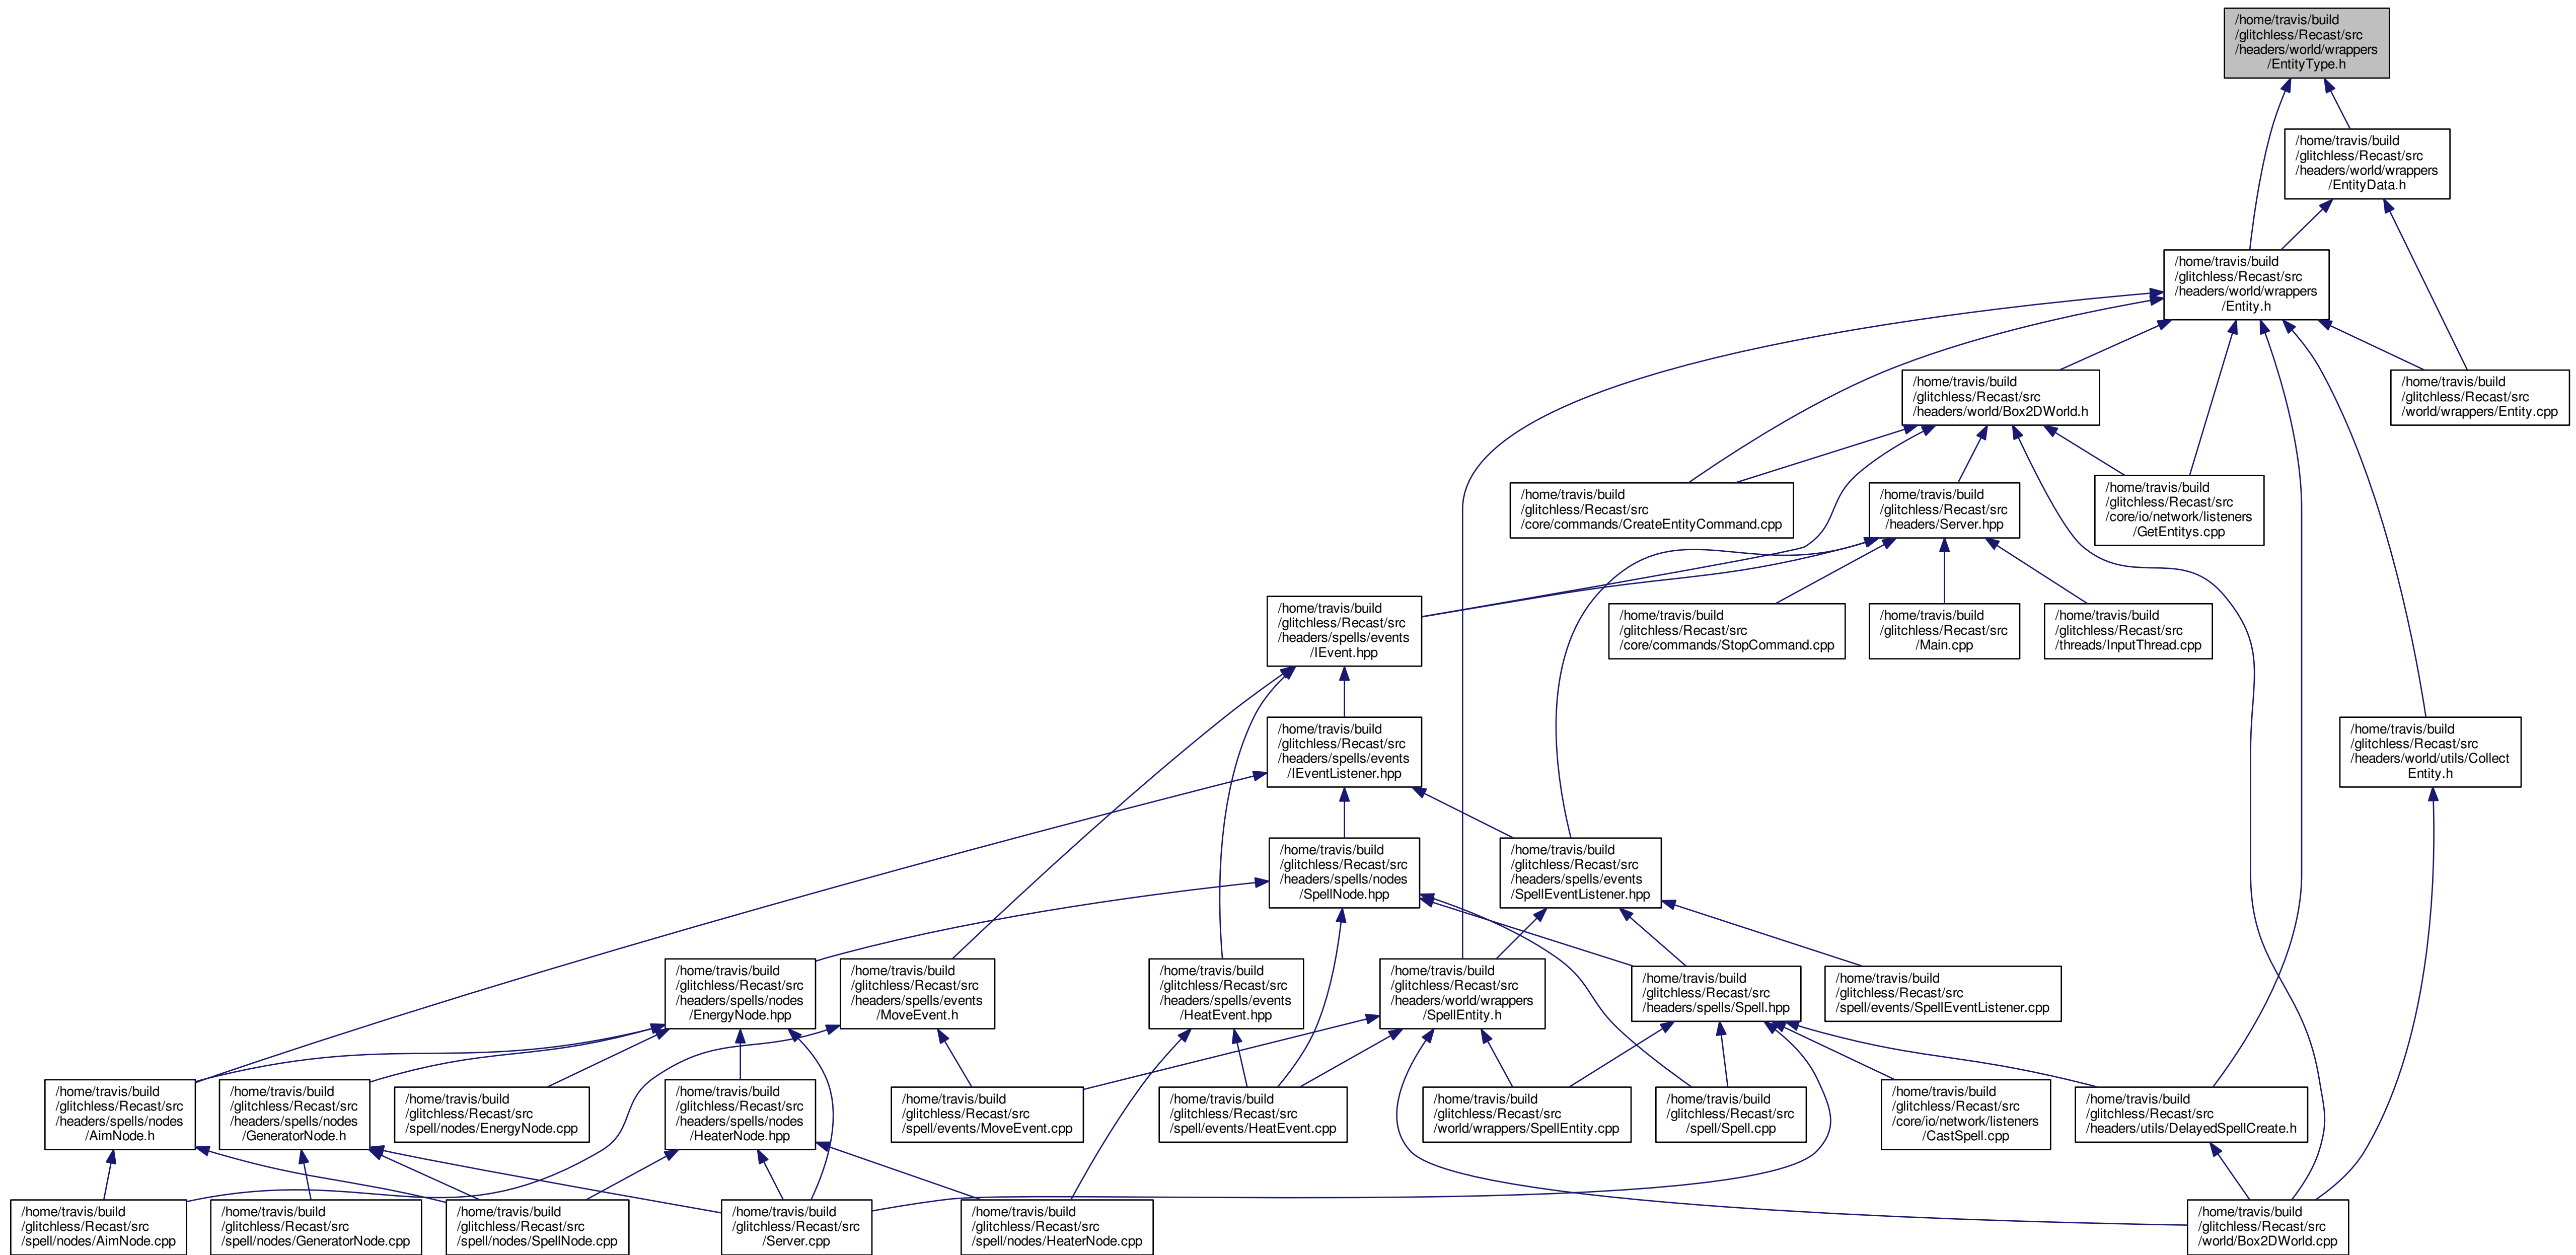 /home/travis/build
/glitchless/Recast/src
/headers/world/wrappers
/EntityType.h
/home/travis/build
/glitchless/Recast/src
/headers/world/wrappers
/EntityData.h
/home/travis/build
/glitchless/Recast/src
/headers/world/wrappers
/Entity.h
/home/travis/build
/glitchless/Recast/src
/headers/world/Box2DWorld.h
/home/travis/build
/glitchless/Recast/src
/world/wrappers/Entity.cpp
/home/travis/build
/glitchless/Recast/src
/core/commands/CreateEntityCommand.cpp
/home/travis/build
/glitchless/Recast/src
/headers/Server.hpp
/home/travis/build
/glitchless/Recast/src
/core/io/network/listeners
/GetEntitys.cpp
/home/travis/build
/glitchless/Recast/src
/headers/spells/events
/IEvent.hpp
/home/travis/build
/glitchless/Recast/src
/core/commands/StopCommand.cpp
/home/travis/build
/glitchless/Recast/src
/Main.cpp
/home/travis/build
/glitchless/Recast/src
/threads/InputThread.cpp
/home/travis/build
/glitchless/Recast/src
/headers/spells/events
/IEventListener.hpp
/home/travis/build
/glitchless/Recast/src
/headers/world/utils/Collect
Entity.h
/home/travis/build
/glitchless/Recast/src
/headers/spells/nodes
/SpellNode.hpp
/home/travis/build
/glitchless/Recast/src
/headers/spells/events
/SpellEventListener.hpp
/home/travis/build
/glitchless/Recast/src
/headers/spells/nodes
/EnergyNode.hpp
/home/travis/build
/glitchless/Recast/src
/headers/spells/events
/MoveEvent.h
/home/travis/build
/glitchless/Recast/src
/headers/spells/events
/HeatEvent.hpp
/home/travis/build
/glitchless/Recast/src
/headers/world/wrappers
/SpellEntity.h
/home/travis/build
/glitchless/Recast/src
/headers/spells/Spell.hpp
/home/travis/build
/glitchless/Recast/src
/spell/events/SpellEventListener.cpp
/home/travis/build
/glitchless/Recast/src
/headers/spells/nodes
/AimNode.h
/home/travis/build
/glitchless/Recast/src
/headers/spells/nodes
/GeneratorNode.h
/home/travis/build
/glitchless/Recast/src
/spell/nodes/EnergyNode.cpp
/home/travis/build
/glitchless/Recast/src
/headers/spells/nodes
/HeaterNode.hpp
/home/travis/build
/glitchless/Recast/src
/spell/events/MoveEvent.cpp
/home/travis/build
/glitchless/Recast/src
/spell/events/HeatEvent.cpp
/home/travis/build
/glitchless/Recast/src
/world/wrappers/SpellEntity.cpp
/home/travis/build
/glitchless/Recast/src
/spell/Spell.cpp
/home/travis/build
/glitchless/Recast/src
/core/io/network/listeners
/CastSpell.cpp
/home/travis/build
/glitchless/Recast/src
/headers/utils/DelayedSpellCreate.h
/home/travis/build
/glitchless/Recast/src
/spell/nodes/AimNode.cpp
/home/travis/build
/glitchless/Recast/src
/spell/nodes/GeneratorNode.cpp
/home/travis/build
/glitchless/Recast/src
/spell/nodes/SpellNode.cpp
/home/travis/build
/glitchless/Recast/src
/Server.cpp
/home/travis/build
/glitchless/Recast/src
/spell/nodes/HeaterNode.cpp
/home/travis/build
/glitchless/Recast/src
/world/Box2DWorld.cpp